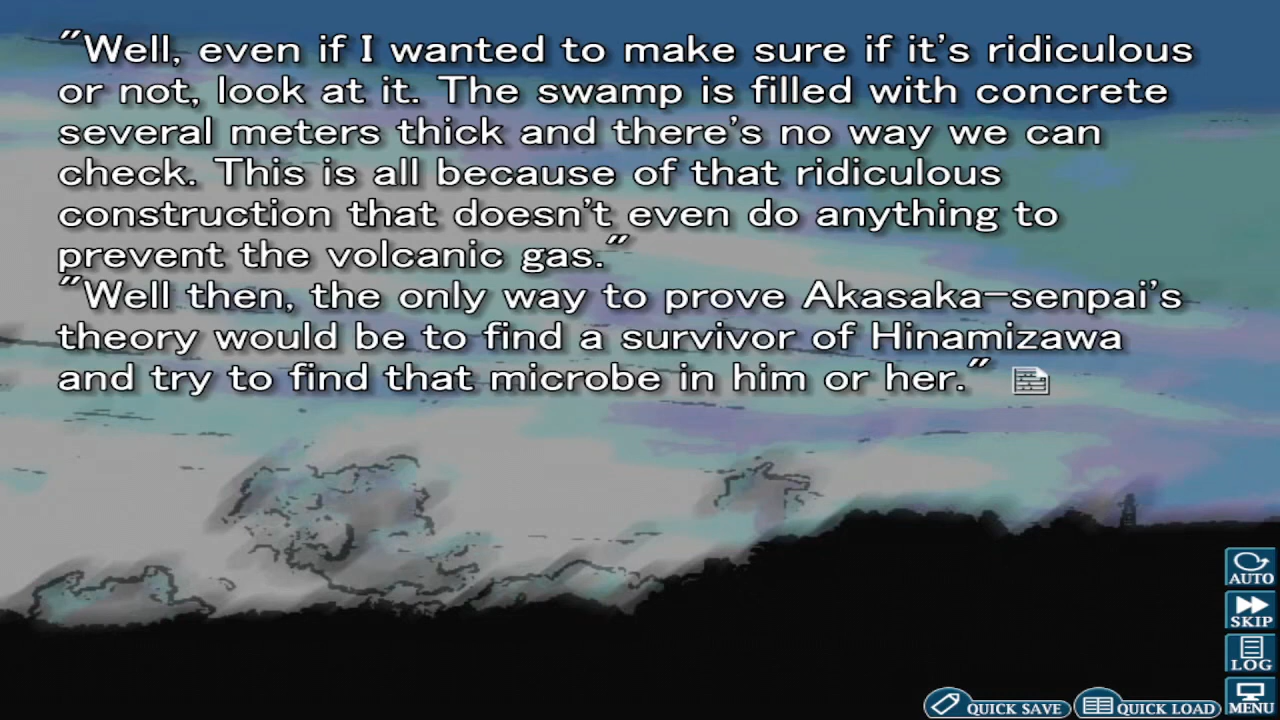 "Well, even if I wanted to make sure if it's ridiculous
or not, look at it. The swamp is filled with concrete
several meters thick and there's no way we can
check. This is all because of that ridiculous
construction that doesn't even do anything to
prevent the volcanic gas."
"Well then, the only way to prove Akasaka-senpai's
theory would be to find a survivor of Hinamizawa
and try to find that microbe in him or her."
AUTO
SKIP
LOG
MENU
QUICK SAVE
QUICK LOAD